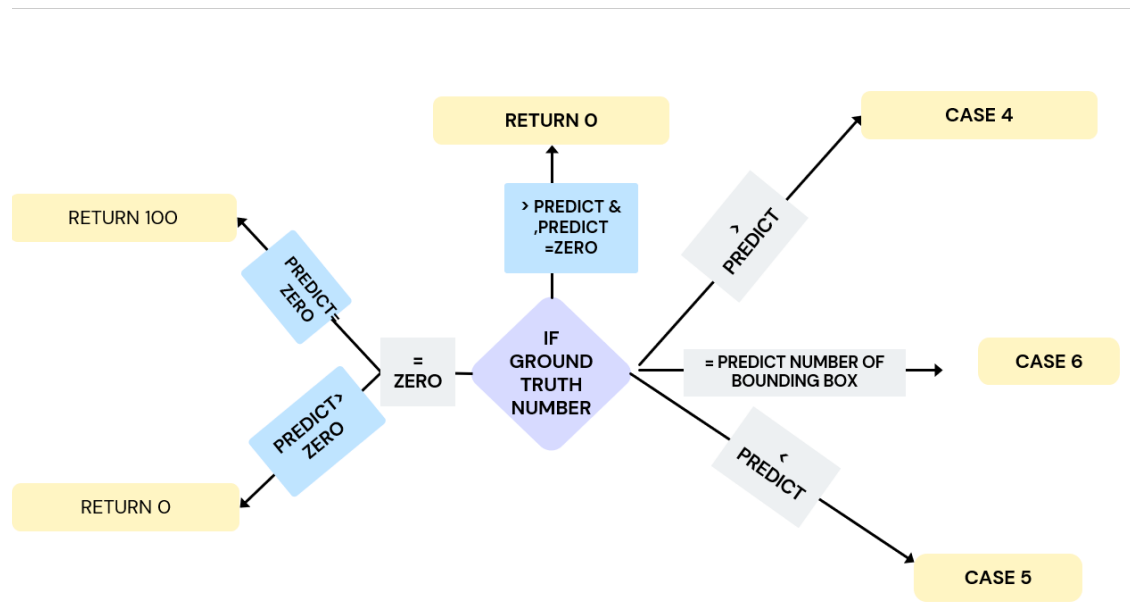 RETURN 0
CASE 4
> PREDICT &
,PREDICT
=ZERO
RETURN 100
>
PREDICT
PREDICT=
ZERO
IF
GROUND
TRUTH
NUMBER
=
ZERO
= PREDICT NUMBER OF
BOUNDING BOX
CASE 6
PREDICT>
ZERO
<
PREDICT
RETURN 0
CASE 5